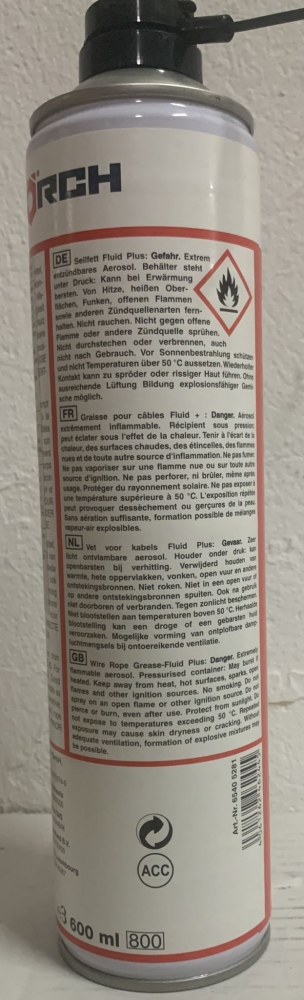 ÖRCH
DE Seilfett Fluid Plus: Gefahr. Extrem
entzündbares Aerosol. Behälter steht
unter Druck: Kann bei Erwärmung
bersten. Von Hitze, heißen Ober-
flächen, Funken, offenen Flammen
sowie anderen Zündquellenarten fern-
halten. Nicht rauchen. Nicht gegen offene
Flamme oder andere Zündquelle sprühen.
Nicht durchstechen oder verbrennen, auch
nicht nach Gebrauch. Vor Sonnenbestrahlung schützen
und nicht Temperaturen über 50 °C aussetzen. Wiederholter
Kontakt kann zu spröder oder rissiger Haut führen. Ohne
ausreichende Lüftung Bildung explosionsfähiger Gemi-
sche möglich.
FR Graisse pour câbles Fluid + : Danger. Aérosol
extrêmement inflammable. Récipient sous pression:
peut éclater sous l'effet de la chaleur. Tenir à l'écart de la
chaleur, des surfaces chaudes, des étincelles, des flammes
nues et de toute autre source d'inflammation. Ne pas fumer.
Ne pas vaporiser sur une flamme nue ou sur toute autre
source d'ignition. Ne pas perforer, ni brûler, même après
usage. Protéger du rayonnement solaire. Ne pas exposer à
une température supérieure à 50 °C. L'exposition répétée
peut provoquer dessèchement ou gerçures de la peau.
Sans aération suffisante, formation possible de mélanges
vapeur-air explosibles.
NL Vet voor kabels Fluid Plus: Gevaar. Zeer
licht ontvlambare aerosol. Houder onder druk: kan
openbarsten bij verhitting. Verwijderd houden van
warmte, hete oppervlakken, vonken, open vuur en andere
ontstekingsbronnen. Niet roken. Niet in een open vuur of
op andere ontstekingsbronnen spuiten. Ook na gebruik
niet doorboren of verbranden. Tegen zonlicht beschermen.
Niet blootstellen aan temperaturen boven 50 °C. Herhaalde
blootstelling kan een droge of een gebarsten huid
veroorzaken. Mogelijke vorming van ontplofbare damp-
luchtmengsels bij ontoereikende ventilatie.
GB Wire Rope Grease-Fluid Plus: Danger. Extremely
flammable aerosol. Pressurised container: May burst if
heated. Keep away from heat, hot surfaces, sparks, open
flames and other ignition sources. No smoking. Do not
spray on an open flame or other ignition source. Do not
pierce or burn, even after use. Protect from sunlight. Do
not expose to temperatures exceeding 50 °C. Repeated
exposure may cause skin dryness or cracking. Without
adequate ventilation, formation of explosive mixtures may
be possible.
Art.-Nr. 6540 5281
ACC
600 ml 800